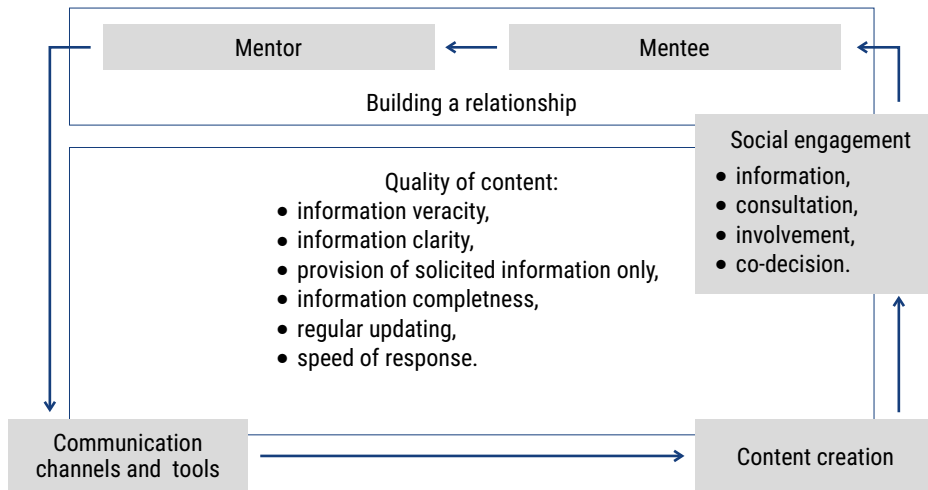 Mentor
Mentee
Building a relationship
Social engagement
• information,
• consultation,
• involvement,
• co-decision.
Quality of content:
• information veracity,
• information clarity,
• provision of solicited information only,
• information completness,
• regular updating,
• speed of response.
Communication
channels and tools
Content creation